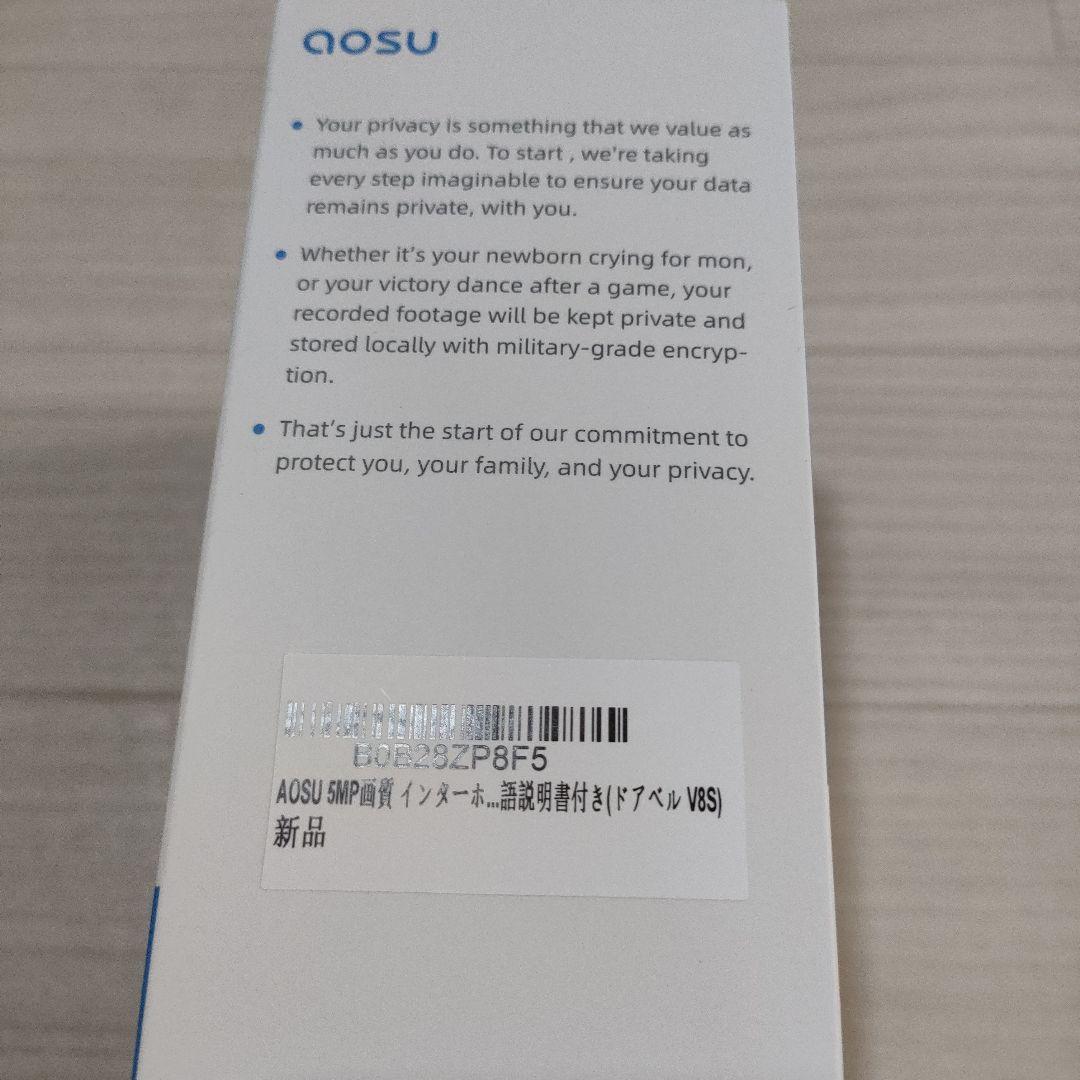 aosu
• Your privacy is something that we value as
much as you do. To start , we're taking
every step imaginable to ensure your data
remains private, with you.
• Whether it's your newborn crying for mon,
or your victory dance after a game, your
recorded footage will be kept private and
stored locally with military-grade encryp-
tion.
• That's just the start of our commitment to
protect you, your family, and your privacy.
B0B28ZP8F5
AOSU 5MP画質 インターホ...語説明書付き(ドアベル V8S)
新品